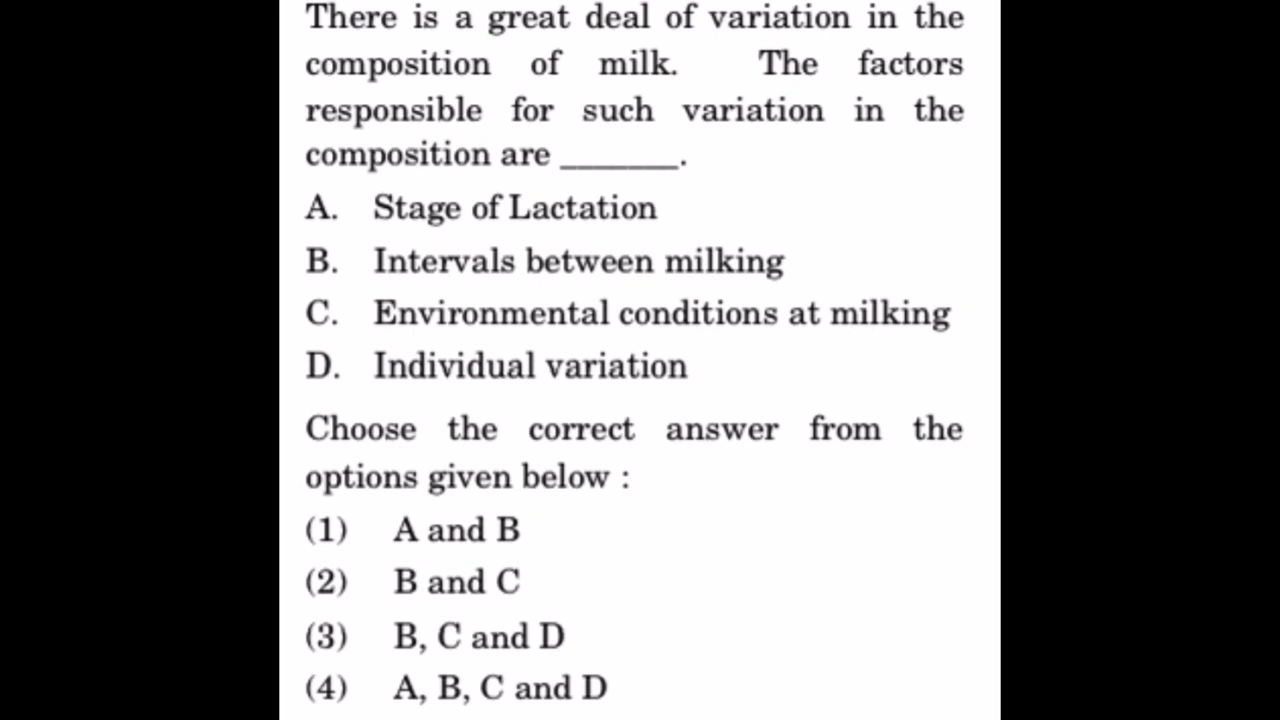 There is a great deal of variation in the
composition of milk. The factors
responsible for such variation in the
composition are _______.
A. Stage of Lactation
B. Intervals between milking
C. Environmental conditions at milking
D. Individual variation
Choose the correct answer from the
options given below :
(1) A and B
(2) B and C
(3) B, C and D
(4) A, B, C and D